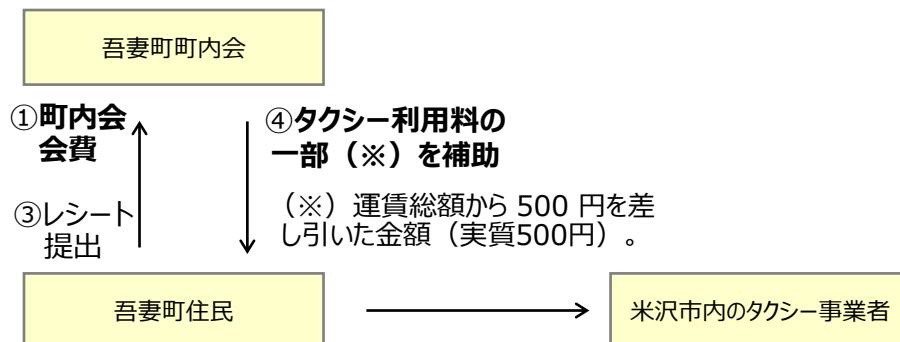 吾妻町町内会
①町内会
会費
④タクシー利用料の
一部（※）を補助
（※）運賃総額から 500 円を差
し引いた金額（実質500円）。
③レシート
提出
吾妻町住民
米沢市内のタクシー事業者